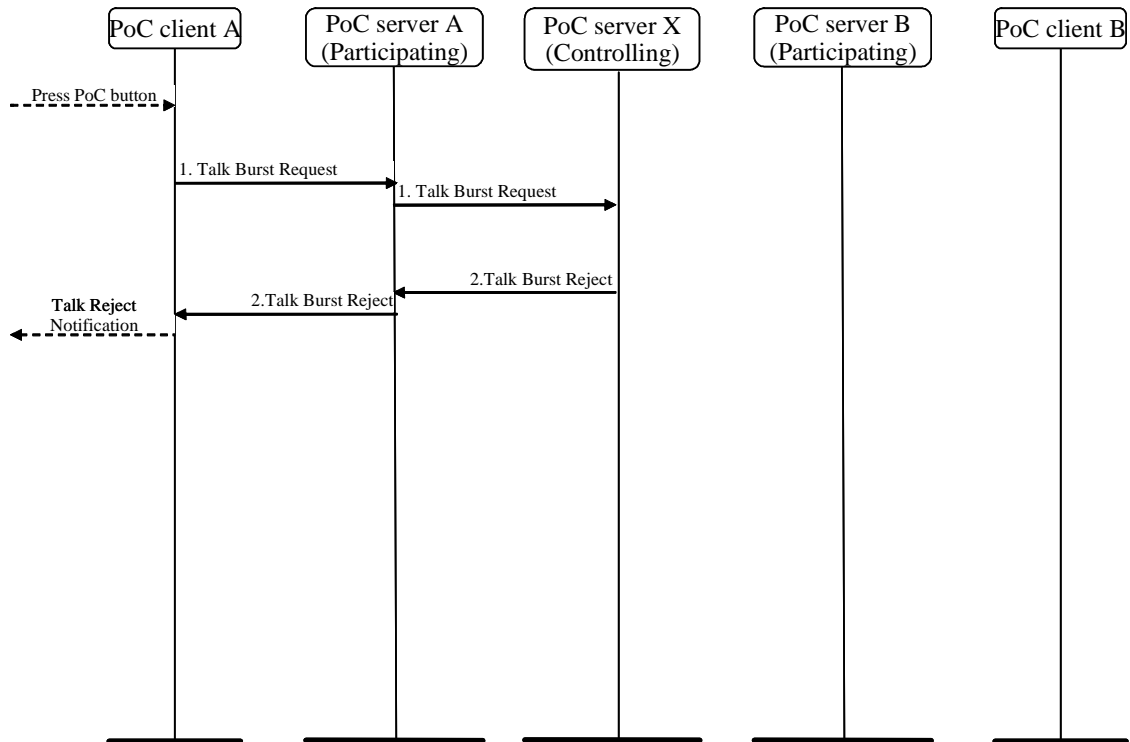 PoC client A
PoC server A
(Participating)
PoC server X
(Controlling)
PoC server B
(Participating)
PoC client B
Press PoC button
1. Talk Burst Request
1. Talk Burst Request
2.Talk Burst Reject
2.Talk Burst Reject
Talk Reject
Notification